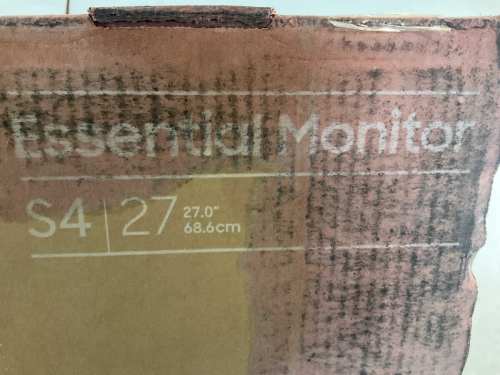 Essential Monitor
S4 27 27.0"
68.6cm